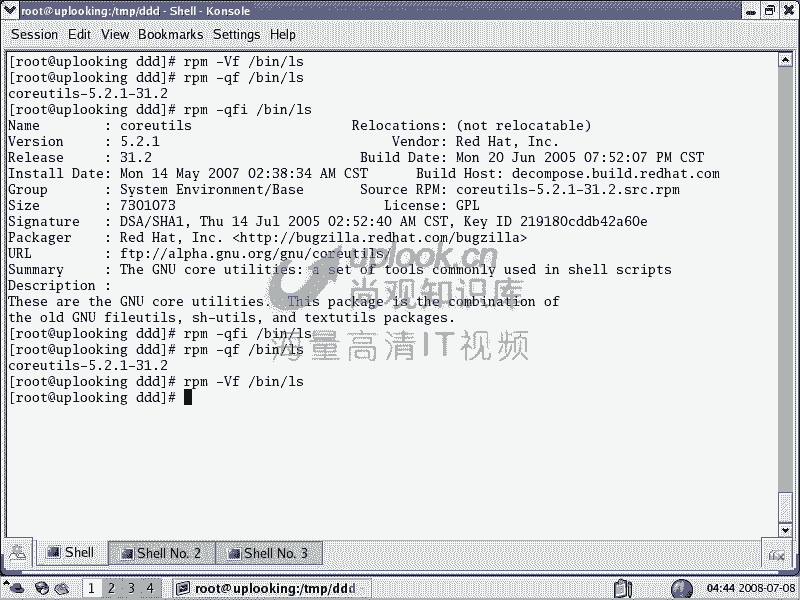 root@uplooking:/tmp/ddd - Shell - Konsole
Session Edit View Bookmarks Settings Help
[root@uplooking ddd]# rpm -Vf /bin/ls
[root@uplooking ddd]# rpm -qf /bin/ls
coreutils-5.2.1-31.2
[root@uplooking ddd]# rpm -qfi /bin/ls
Name        : coreutils                    Relocations: (not relocatable)
Version     : 5.2.1                             Vendor: Red Hat, Inc.
Release     : 31.2                          Build Date: Mon 20 Jun 2005 07:52:07 PM CST
Install Date: Mon 14 May 2007 02:38:34 AM CST      Build Host: decompose.build.redhat.com
Group       : System Environment/Base       Source RPM: coreutils-5.2.1-31.2.src.rpm
Size        : 7301073                          License: GPL
Signature   : DSA/SHA1, Thu 14 Jul 2005 02:52:40 AM CST, Key ID 219180cddb42a60e
Packager    : Red Hat, Inc. <http://bugzilla.redhat.com/bugzilla>
URL         : ftp://alpha.gnu.org/gnu/coreutils/
Summary     : The GNU core utilities: a set of tools commonly used in shell scripts
Description :
These are the GNU core utilities.  This package is the combination of
the old GNU fileutils, sh-utils, and textutils packages.
[root@uplooking ddd]# rpm -qfi /bin/ls
[root@uplooking ddd]# rpm -qf /bin/ls
coreutils-5.2.1-31.2
[root@uplooking ddd]# rpm -Vf /bin/ls
[root@uplooking ddd]#
uplook.cn
尚观知识库
海量高清IT视频
Shell Shell No. 2 Shell No. 3
1 2 3 4 root@uplooking:/tmp/ddd 04:44 2008-07-08